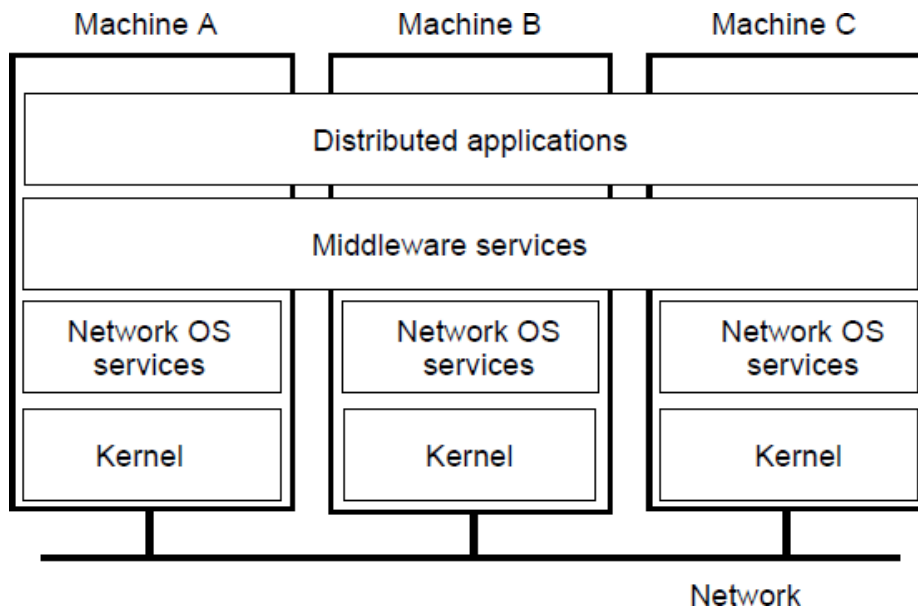 Machine A
Machine B
Machine C
Distributed applications
Middleware services
Network OS
services
Network OS
services
Network OS
services
Kernel
Kernel
Kernel
Network